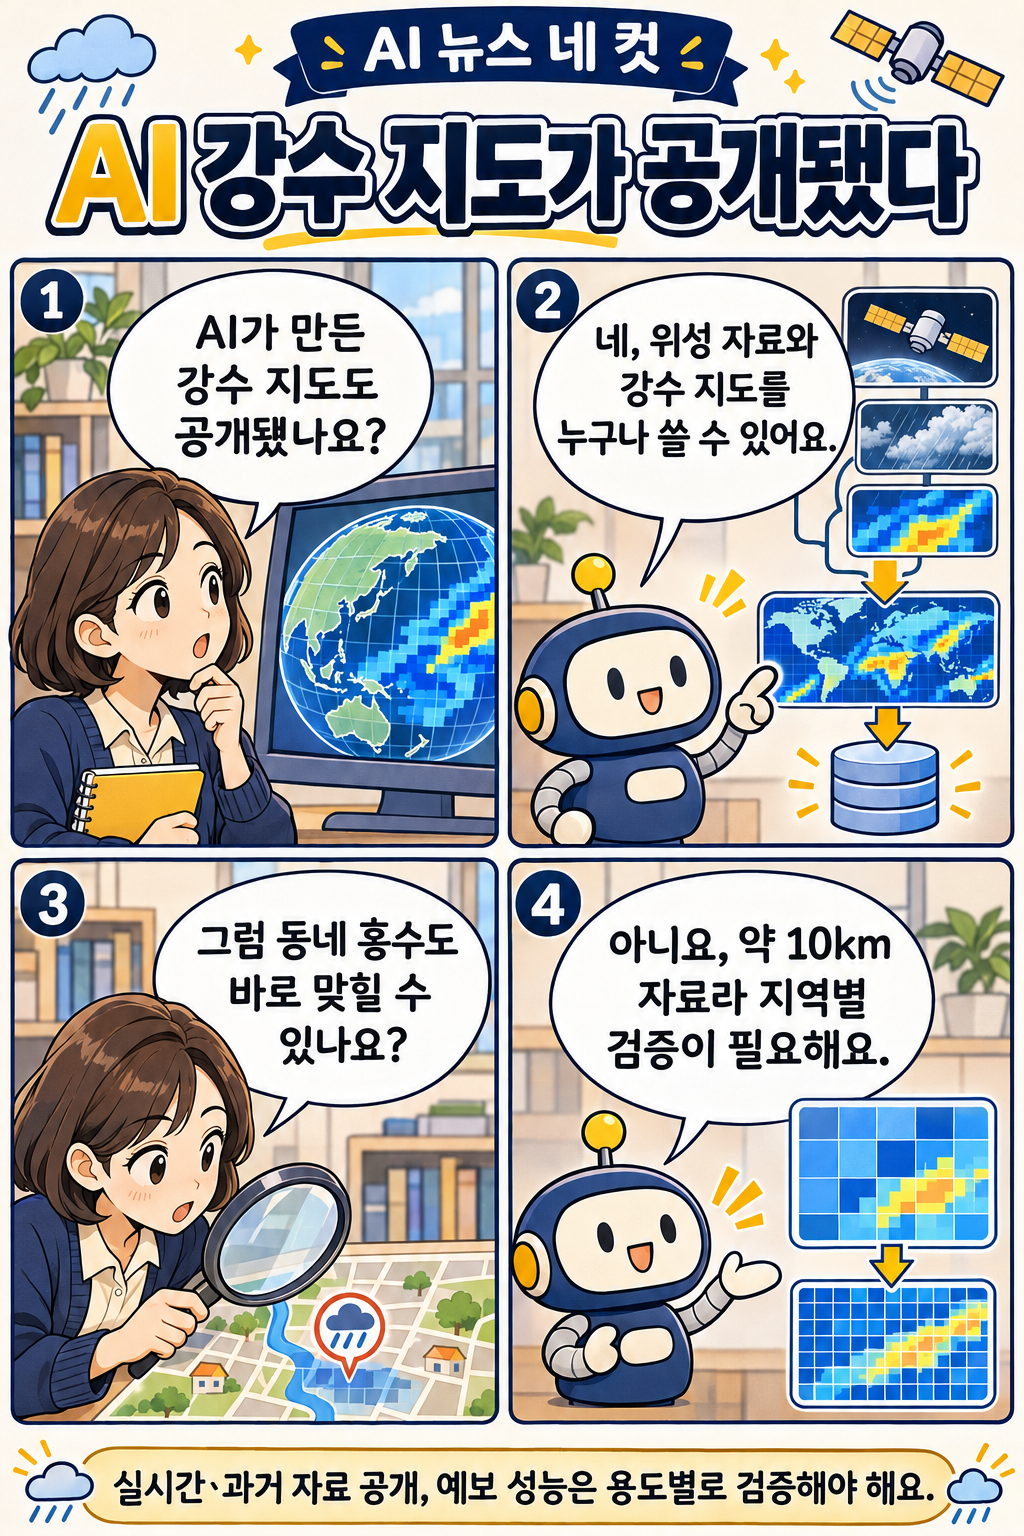 AI 뉴스 네 컷
AI 강수 지도가 공개됐다
1
AI가 만든
강수 지도도
공개됐나요?
2
네, 위성 자료와
강수 지도를
누구나 쓸 수 있어요.
3
그럼 동네 홍수도
바로 맞힐 수
있나요?
4
아니요, 약 10km
자료라 지역별
검증이 필요해요.
실시간·과거 자료 공개, 예보 성능은 용도별로 검증해야 해요.